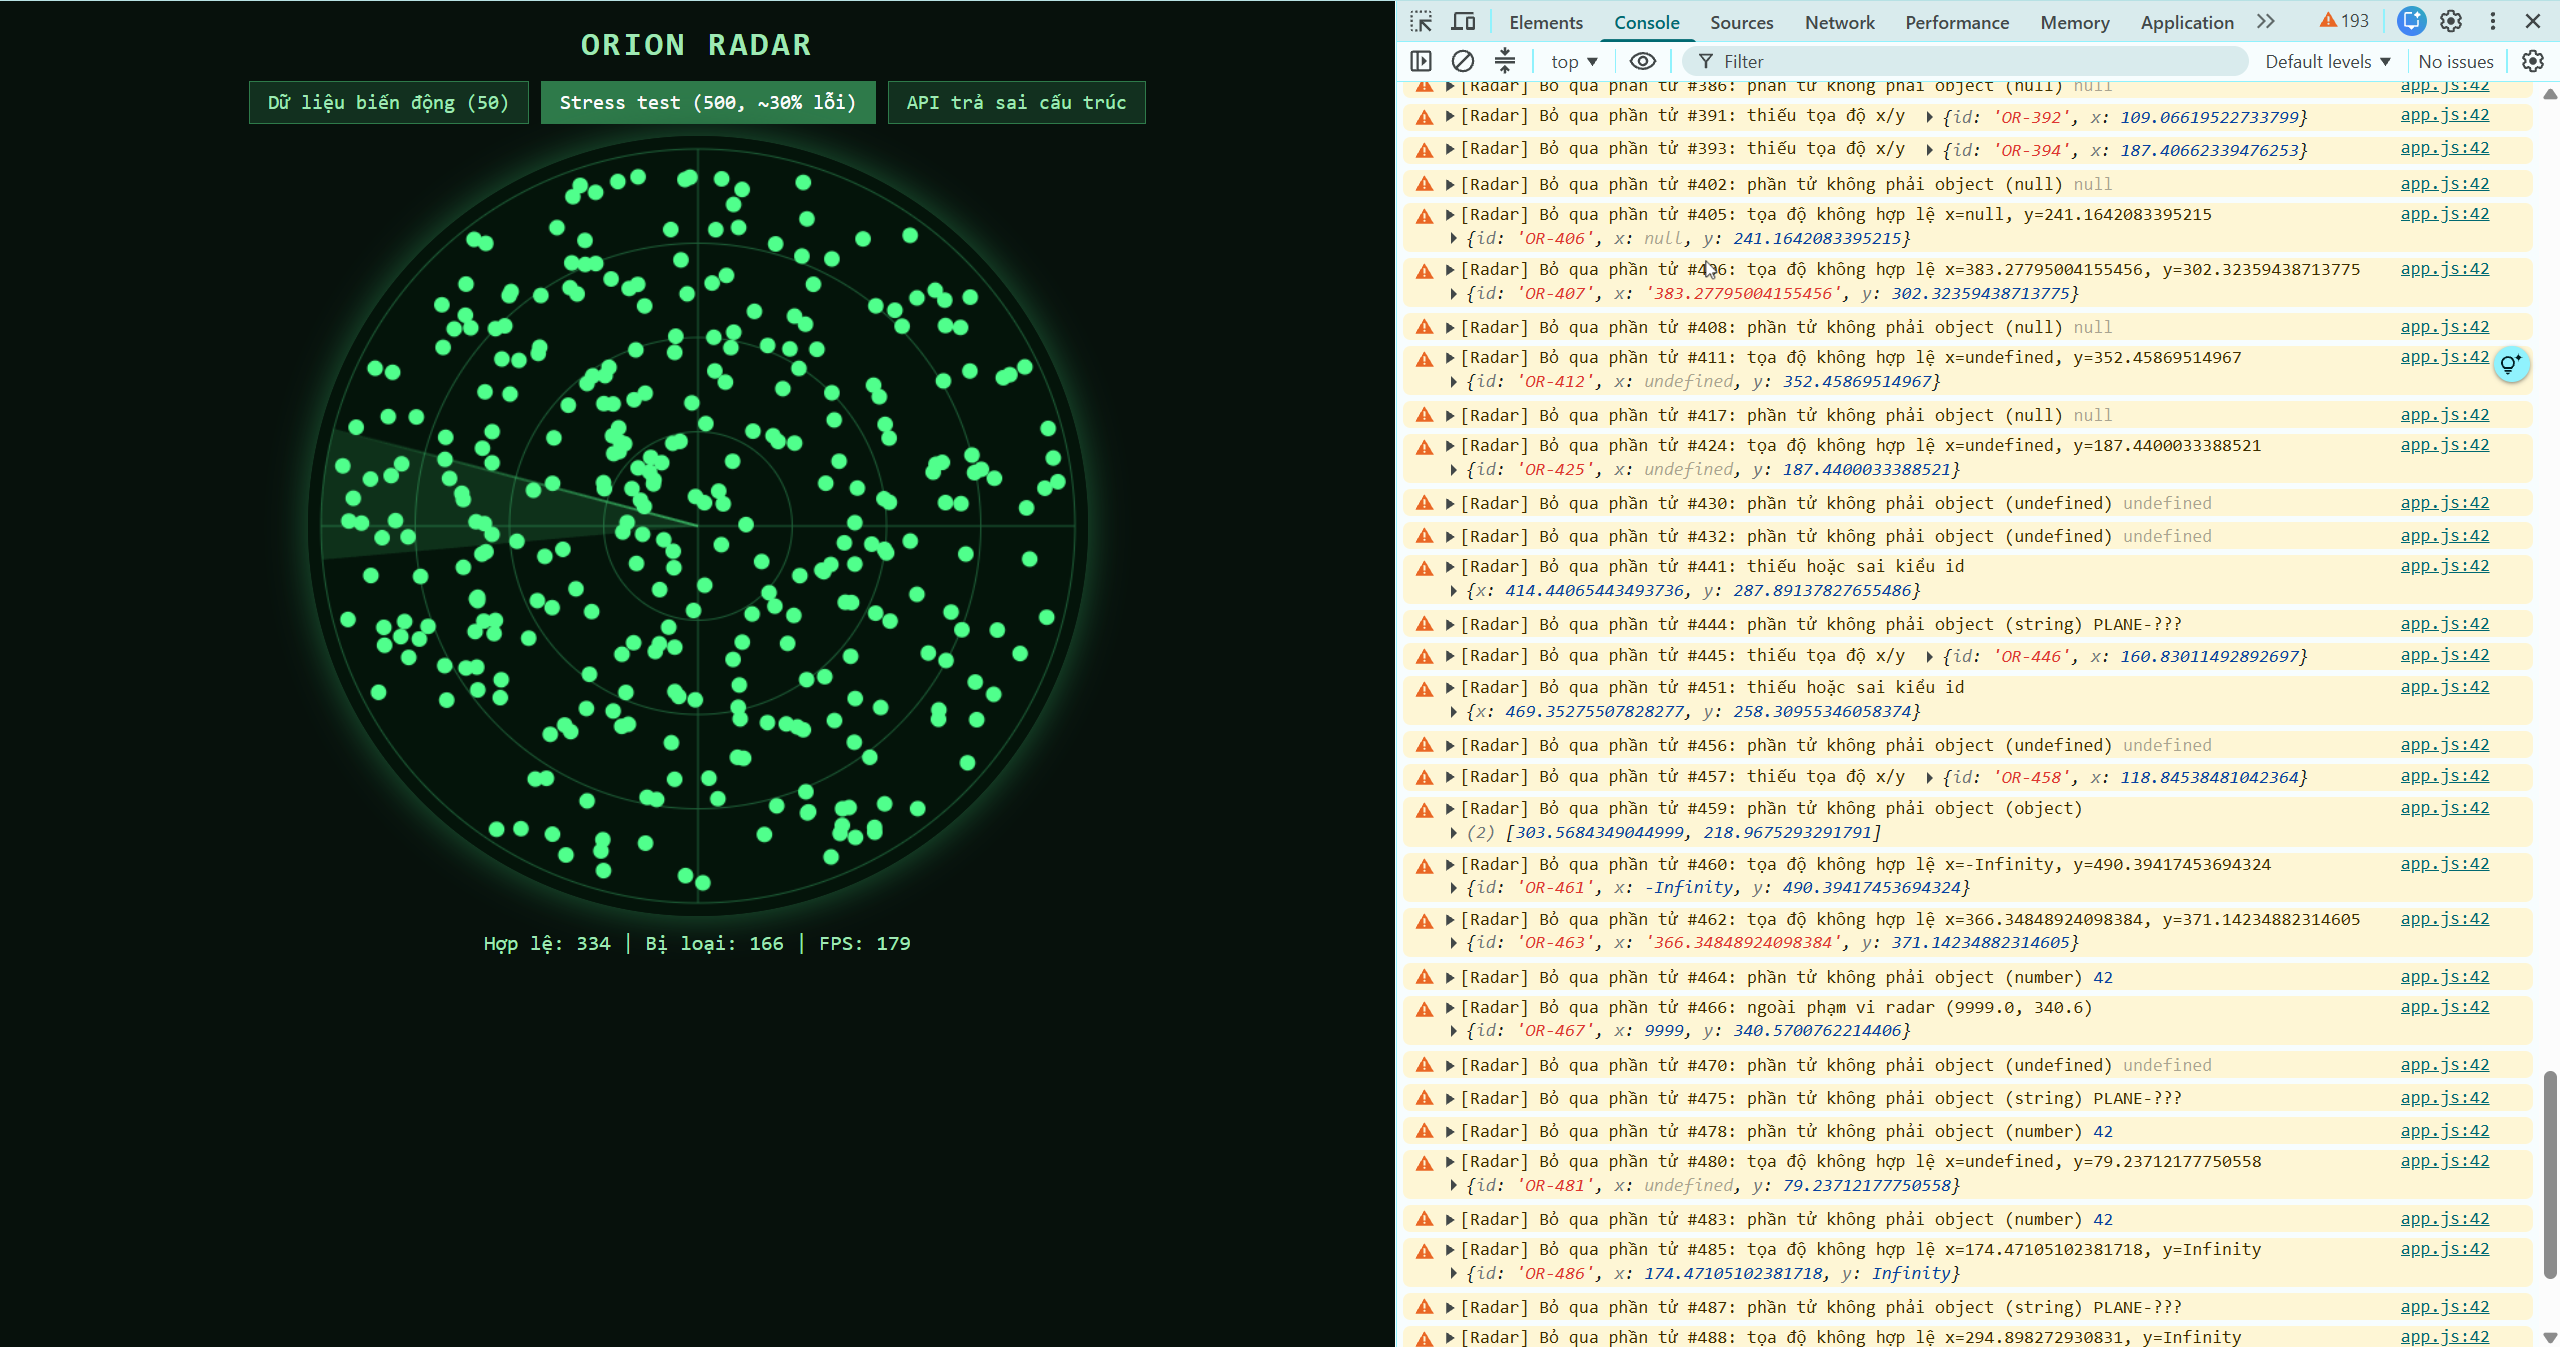 ORION RADAR
Dữ liệu biến động (50)
Stress test (500, ~30% lỗi)
API trả sai cấu trúc
Hợp lệ: 334 | Bị loại: 166 | FPS: 179
Elements Console Sources Network Performance Memory Application 193
top Filter Default levels No issues
[Radar] Bỏ qua phần tử #386: phần tử không phải object (null) null app.js:42
[Radar] Bỏ qua phần tử #391: thiếu tọa độ x/y {id: 'OR-392', x: 109.06619522733799} app.js:42
[Radar] Bỏ qua phần tử #393: thiếu tọa độ x/y {id: 'OR-394', x: 187.40662339476253} app.js:42
[Radar] Bỏ qua phần tử #402: phần tử không phải object (null) null app.js:42
[Radar] Bỏ qua phần tử #405: tọa độ không hợp lệ x=null, y=241.1642083395215 app.js:42
{id: 'OR-406', x: null, y: 241.1642083395215}
[Radar] Bỏ qua phần tử tọa độ không hợp lệ x=383.27795004155456, y=302.32359438713775 app.js:42
{id: 'OR-407', x: '383.27795004155456', y: 302.32359438713775}
[Radar] Bỏ qua phần tử #408: phần tử không phải object (null) null app.js:42
[Radar] Bỏ qua phần tử #411: tọa độ không hợp lệ x=undefined, y=352.45869514967 app.js:42
{id: 'OR-412', x: undefined, y: 352.45869514967}
[Radar] Bỏ qua phần tử #417: phần tử không phải object (null) null app.js:42
[Radar] Bỏ qua phần tử #424: tọa độ không hợp lệ x=undefined, y=187.4400033388521 app.js:42
{id: 'OR-425', x: undefined, y: 187.4400033388521}
[Radar] Bỏ qua phần tử #430: phần tử không phải object (undefined) undefined app.js:42
[Radar] Bỏ qua phần tử #432: phần tử không phải object (undefined) undefined app.js:42
[Radar] Bỏ qua phần tử #441: thiếu hoặc sai kiểu id app.js:42
{x: 414.44065443493736, y: 287.89137827655486}
[Radar] Bỏ qua phần tử #444: phần tử không phải object (string) PLANE-??? app.js:42
[Radar] Bỏ qua phần tử #445: thiếu tọa độ x/y {id: 'OR-446', x: 160.83011492892697} app.js:42
[Radar] Bỏ qua phần tử #451: thiếu hoặc sai kiểu id app.js:42
{x: 469.35275507828277, y: 258.30955346058374}
[Radar] Bỏ qua phần tử #456: phần tử không phải object (undefined) undefined app.js:42
[Radar] Bỏ qua phần tử #457: thiếu tọa độ x/y {id: 'OR-458', x: 118.84538481042364} app.js:42
[Radar] Bỏ qua phần tử #459: phần tử không phải object (object) app.js:42
(2) [303.5684349044999, 218.9675293291791]
[Radar] Bỏ qua phần tử #460: tọa độ không hợp lệ x=-Infinity, y=490.39417453694324 app.js:42
{id: 'OR-461', x: -Infinity, y: 490.39417453694324}
[Radar] Bỏ qua phần tử #462: tọa độ không hợp lệ x=366.34848924098384, y=371.14234882314605 app.js:42
{id: 'OR-463', x: '366.34848924098384', y: 371.14234882314605}
[Radar] Bỏ qua phần tử #464: phần tử không phải object (number) 42 app.js:42
[Radar] Bỏ qua phần tử #466: ngoài phạm vi radar (9999.0, 340.6) app.js:42
{id: 'OR-467', x: 9999, y: 340.5700762214406}
[Radar] Bỏ qua phần tử #470: phần tử không phải object (undefined) undefined app.js:42
[Radar] Bỏ qua phần tử #475: phần tử không phải object (string) PLANE-??? app.js:42
[Radar] Bỏ qua phần tử #478: phần tử không phải object (number) 42 app.js:42
[Radar] Bỏ qua phần tử #480: tọa độ không hợp lệ x=undefined, y=79.23712177750558 app.js:42
{id: 'OR-481', x: undefined, y: 79.23712177750558}
[Radar] Bỏ qua phần tử #483: phần tử không phải object (number) 42 app.js:42
[Radar] Bỏ qua phần tử #485: tọa độ không hợp lệ x=174.47105102381718, y=Infinity app.js:42
{id: 'OR-486', x: 174.47105102381718, y: Infinity}
[Radar] Bỏ qua phần tử #487: phần tử không phải object (string) PLANE-??? app.js:42
[Radar] Bỏ qua phần tử #488: tọa độ không hợp lệ x=294.898272930831, y=Infinity app.js:42